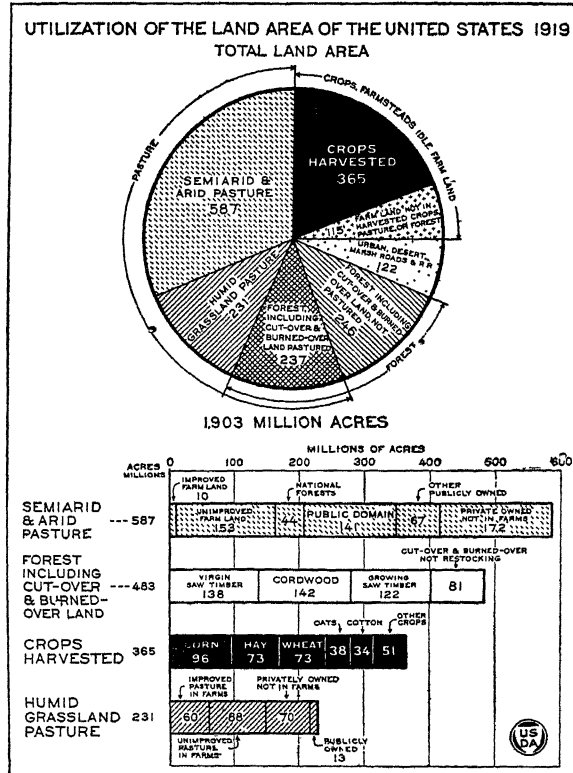 UTILIZATION OF THE LAND AREA OF THE UNITED STATES 1919
TOTAL LAND AREA
CROPS, FARMSTEADS IDLE FARM LAND
PASTURE
CROPS
HARVESTED
365
SEMIARID &
ARID PASTURE
587
115
FARM LAND NOT IN
HARVESTED CROPS,
PASTURE, OR FOREST
URBAN, DESERT,
MARSH ROADS & R R
122
FOREST INCLUDING
CUT-OVER & BURNED-
OVER LAND, NOT
PASTURED
246
HUMID
GRASSLAND PASTURE
231
FOREST,
INCLUDING
CUT-OVER &
BURNED-OVER
LAND PASTURED
237
FOREST
1,903 MILLION ACRES
ACRES
MILLIONS
MILLIONS OF ACRES
0 100 200 300 400 500 600
IMPROVED
FARM LAND
10
NATIONAL
FORESTS
OTHER
PUBLICLY OWNED
SEMIARID
& ARID
PASTURE
--- 587
UNIMPROVED
FARM LAND
153
44
PUBLIC DOMAIN
141
67
PRIVATE OWNED
NOT IN FARMS
172
CUT-OVER & BURNED-OVER
NOT RESTOCKING
FOREST
INCLUDING
CUT-OVER
& BURNED-
OVER LAND
--- 483
VIRGIN
SAW TIMBER
138
CORDWOOD
142
GROWING
SAW TIMBER
122
81
OATS
COTTON
OTHER
CROPS
CROPS
HARVESTED
365
CORN
96
HAY
73
WHEAT
73
38
34
51
IMPROVED
PASTURE
IN FARMS
PRIVATELY OWNED
NOT IN FARMS
HUMID
GRASSLAND
PASTURE
231
60
88
70
UNIMPROVED
PASTURE
IN FARMS
PUBLICLY
OWNED
13
US
DA